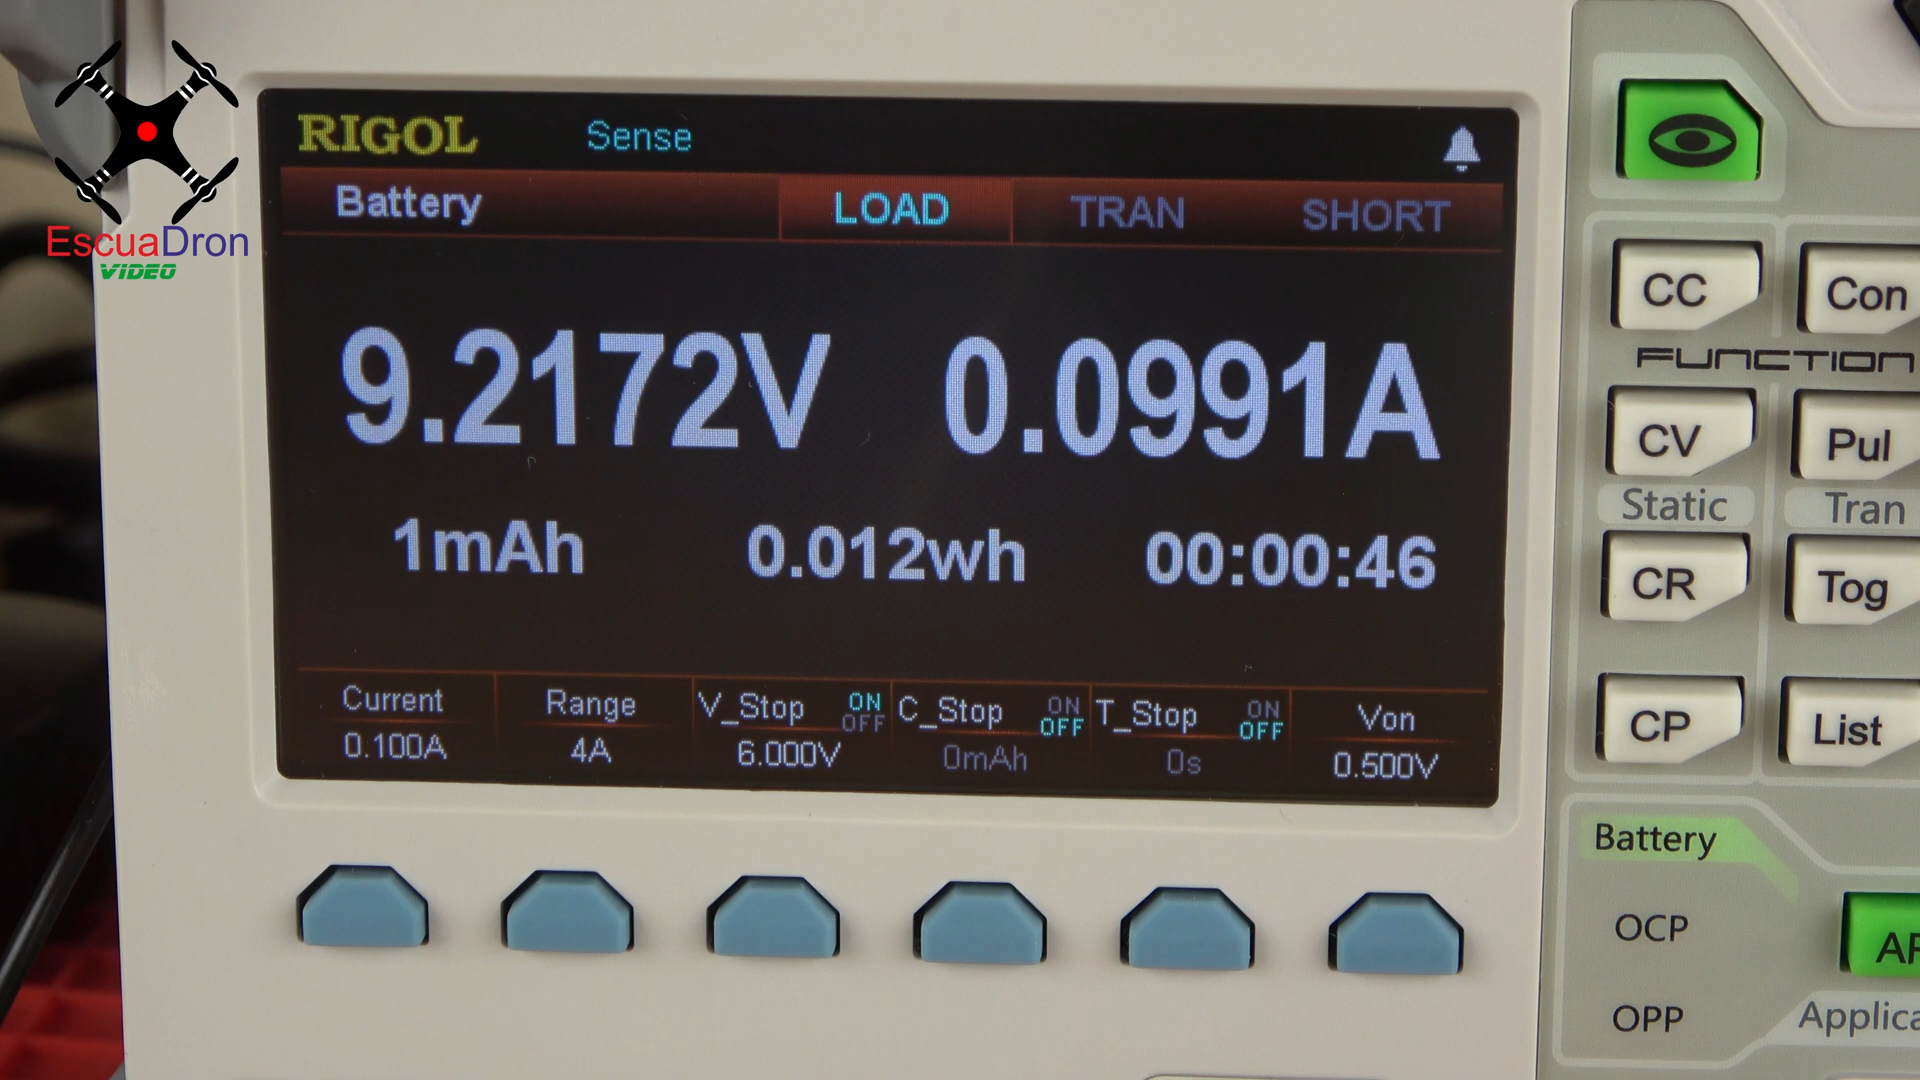 RIGOL Sense
Battery LOAD TRAN SHORT
9.2172V 0.0991A
1mAh 0.012wh 00:00:46
Current Range V_Stop ON OFF C_Stop ON OFF T_Stop ON OFF Von
0.100A 4A 6.000V 0mAh 0s 0.500V
EscuaDron
VIDEO
CC Con
FUNCTION
CV Pul
Static Tran
CR Tog
CP List
Battery
OCP
OPP